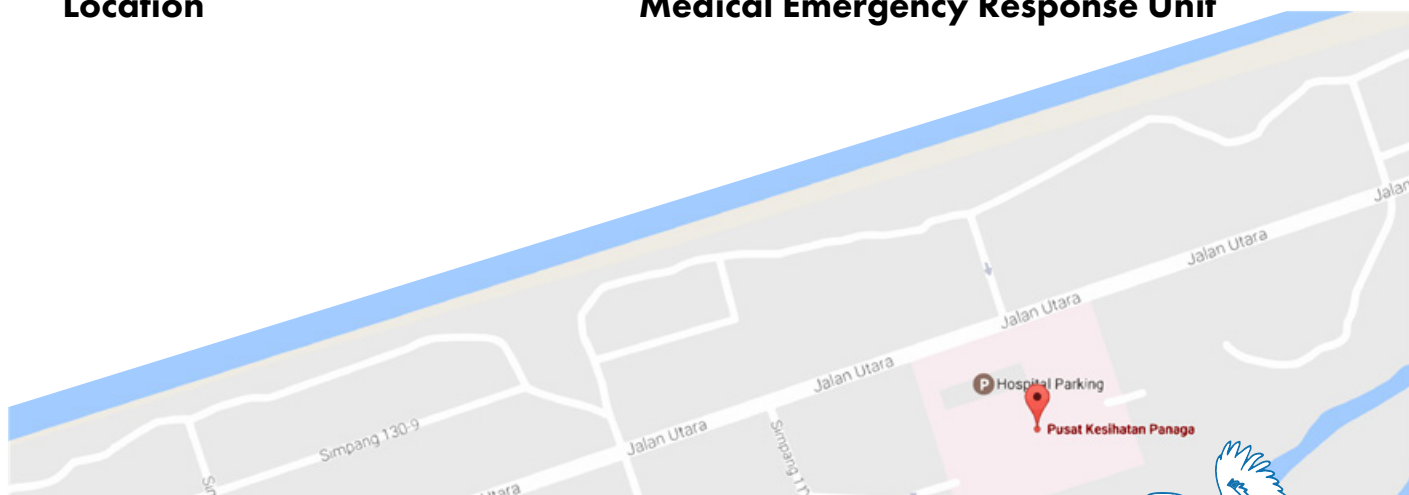 Location
Medical Emergency Response Unit
Jalan
Jalan Utara
Jalan Utara
Jalan Utara
P Hospital Parking
Pusat Kesihatan Panaga
Jalan Utara
Simpang 130-9